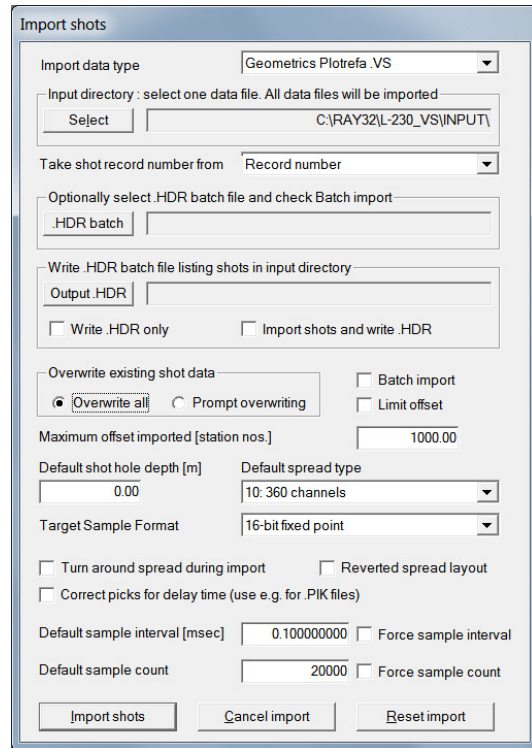 Import shots
Import data type Geometrics Plotrefa .VS
Input directory : select one data file. All data files will be imported
Select C:\RAY32\L-230_VS\INPUT\
Take shot record number from Record number
Optionally select .HDR batch file and check Batch import
.HDR batch
Write .HDR batch file listing shots in input directory
Output .HDR
Write .HDR only Import shots and write .HDR
Overwrite existing shot data Batch import
Overwrite all Prompt overwriting Limit offset
Maximum offset imported [station nos.] 1000.00
Default shot hole depth [m] Default spread type
0.00 10: 360 channels
Target Sample Format 16-bit fixed point
Turn around spread during import Reverted spread layout
Correct picks for delay time (use e.g. for .PIK files)
Default sample interval [msec] 0.100000000 Force sample interval
Default sample count 20000 Force sample count
Import shots Cancel import Reset import